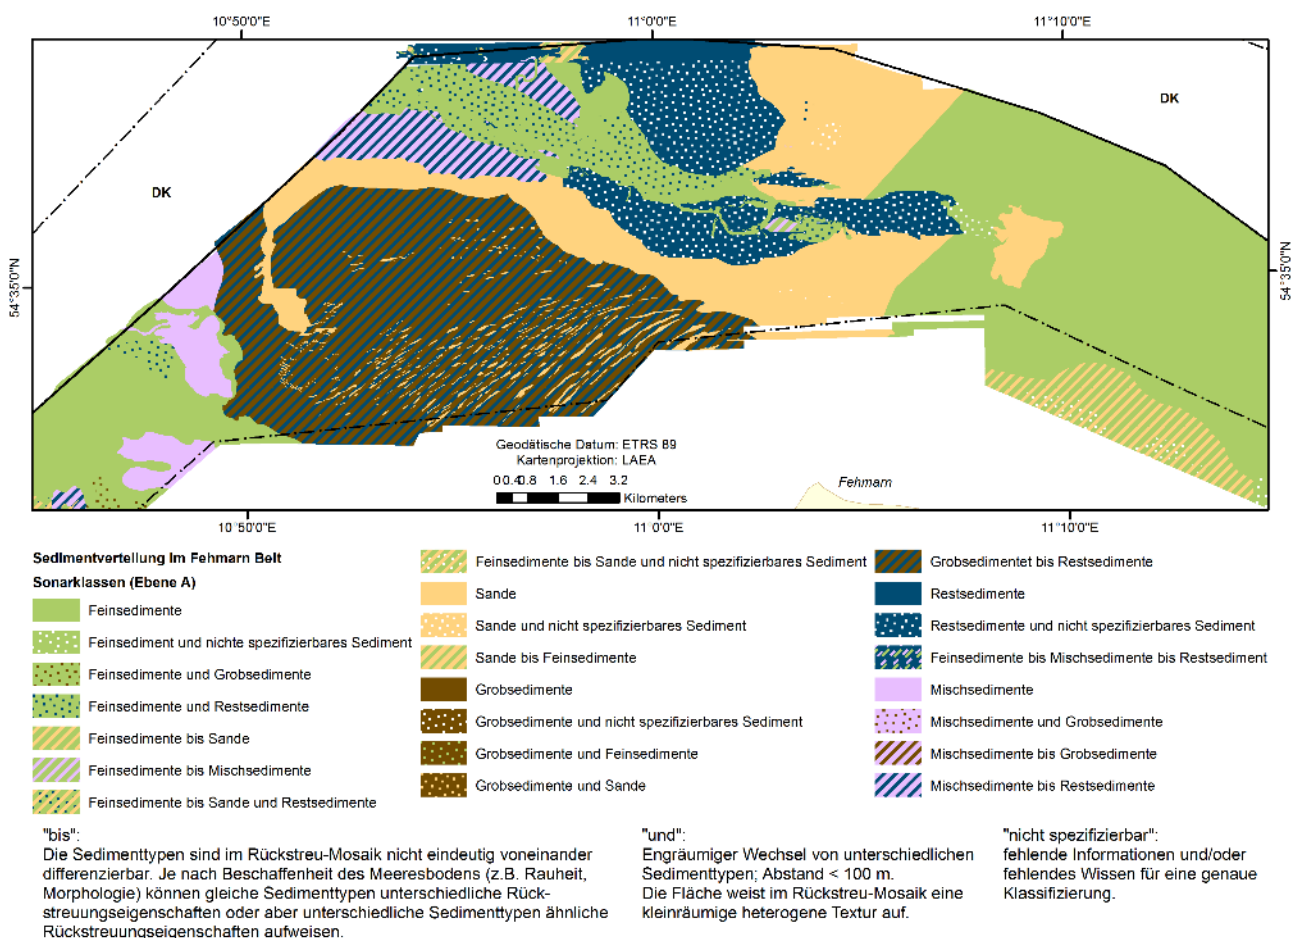 10°50'0"E
11°0'0"E
11°10'0"E
DK
DK
54°35'0"N
54°35'0"N
Geodätische Datum: ETRS 89
Kartenprojektion: LAEA
0 0.4 0.8 1.6 2.4 3.2
Kilometers
Fehmarn
10°50'0"E
11°0'0"E
11°10'0"E
Sedimentverteilung im Fehmarn Belt
Sonarklassen (Ebene A)
Feinsedimente
Feinsediment und nichte spezifizierbares Sediment
Feinsedimente und Grobsedimente
Feinsedimente und Restsedimente
Feinsedimente bis Sande
Feinsedimente bis Mischsedimente
Feinsedimente bis Sande und Restsedimente
Feinsedimente bis Sande und nicht spezifizierbares Sediment
Sande
Sande und nicht spezifizierbares Sediment
Sande bis Feinsedimente
Grobsedimente
Grobsedimente und nicht spezifizierbares Sediment
Grobsedimente und Feinsedimente
Grobsedimente und Sande
Grobsedimentet bis Restsedimente
Restsedimente
Restsedimente und nicht spezifizierbares Sediment
Feinsedimente bis Mischsedimente bis Restsediment
Mischsedimente
Mischsedimente und Grobsedimente
Mischsedimente bis Grobsedimente
Mischsedimente bis Restsedimente
"bis":
Die Sedimenttypen sind im Rückstreu-Mosaik nicht eindeutig voneinander
differenzierbar. Je nach Beschaffenheit des Meeresbodens (z.B. Rauheit,
Morphologie) können gleiche Sedimenttypen unterschiedliche Rück-
streuungseigenschaften oder aber unterschiedliche Sedimenttypen ähnliche
Rückstreuungseigenschaften aufweisen.
"und":
Engräumiger Wechsel von unterschiedlichen
Sedimenttypen; Abstand < 100 m.
Die Fläche weist im Rückstreu-Mosaik eine
kleinräumige heterogene Textur auf.
"nicht spezifizierbar":
fehlende Informationen und/oder
fehlendes Wissen für eine genaue
Klassifizierung.